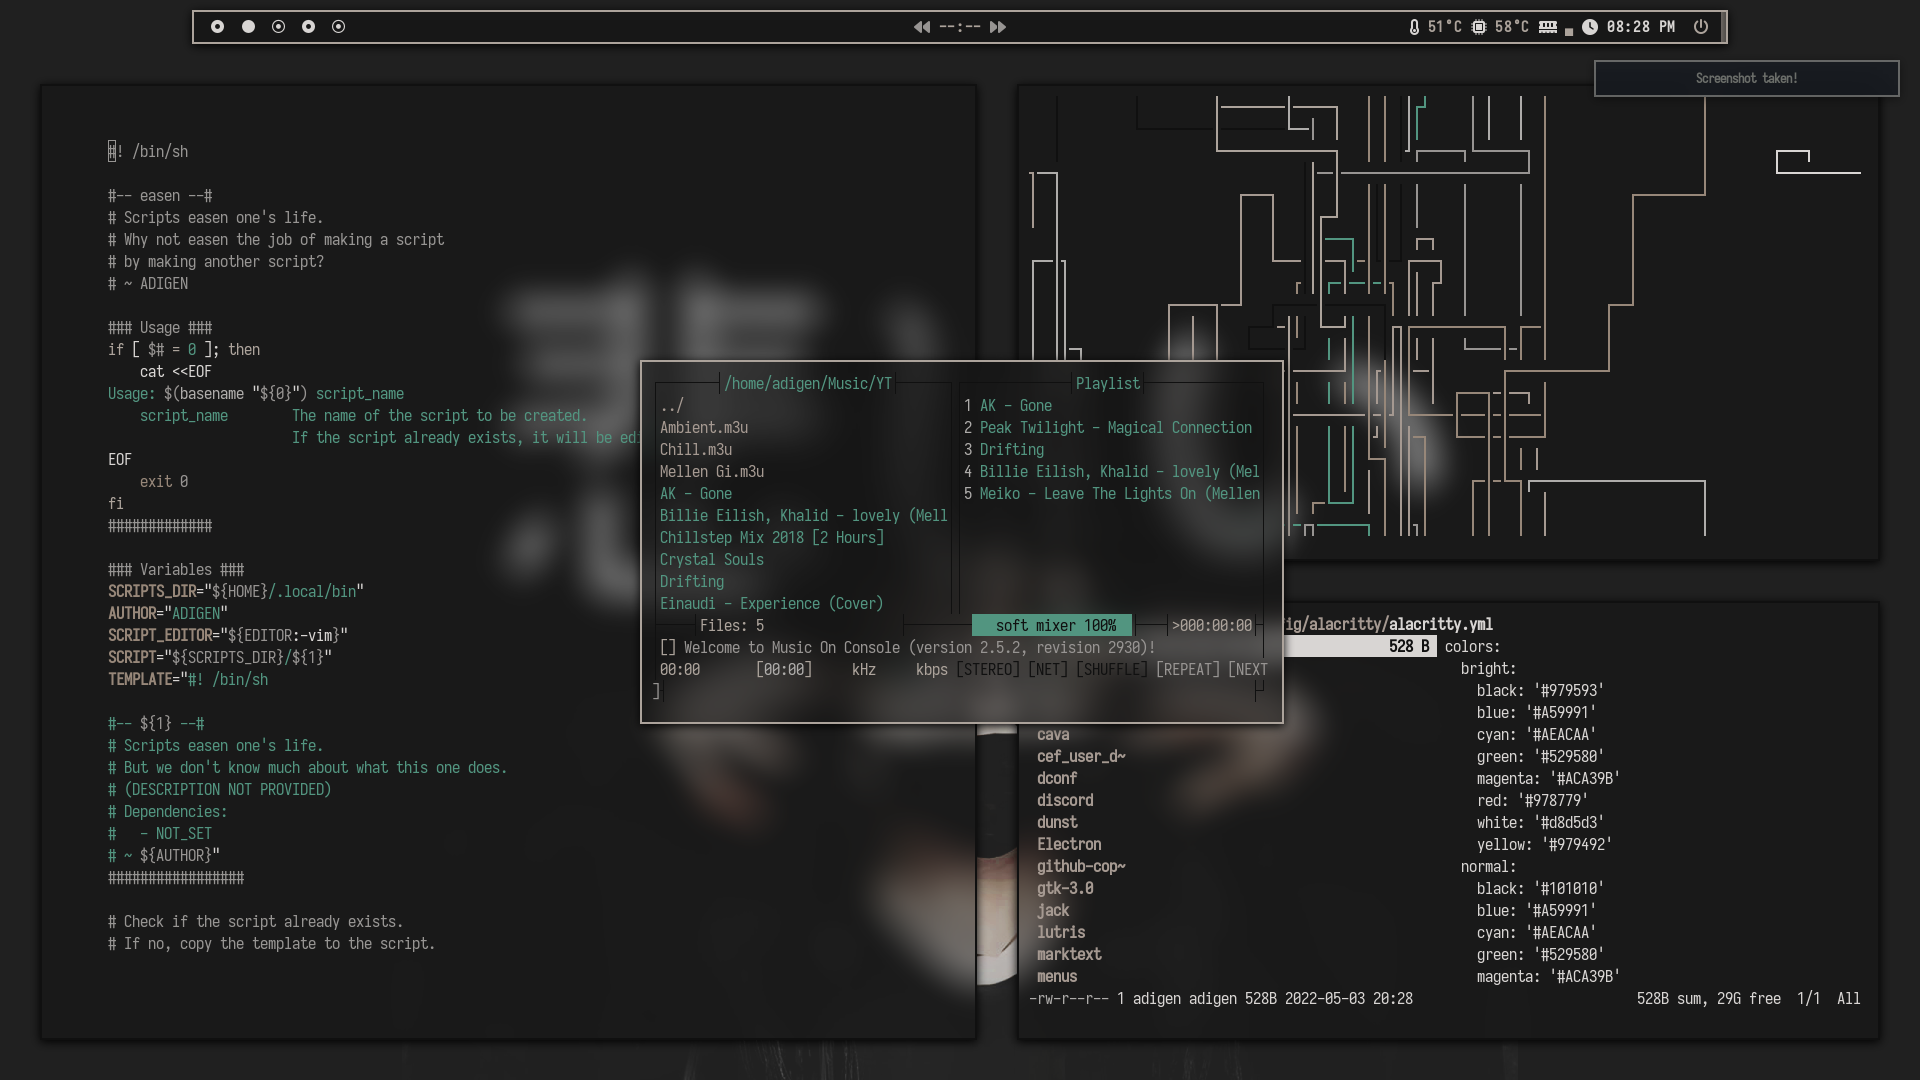 --:--
51°C 58°C 08:28 PM
Screenshot taken!
#! /bin/sh
#-- easen --#
# Scripts easen one's life.
# Why not easen the job of making a script
# by making another script?
# ~ ADIGEN
### Usage ###
if [ $# = 0 ]; then
cat <<EOF
Usage: $(basename "${0}") script_name
script_name The name of the script to be created.
If the script already exists, it will be edi
EOF
exit 0
fi
#############
### Variables ###
SCRIPTS_DIR="${HOME}/.local/bin"
AUTHOR="ADIGEN"
SCRIPT_EDITOR="${EDITOR:-vim}"
SCRIPT="${SCRIPTS_DIR}/${1}"
TEMPLATE="#! /bin/sh
#-- ${1} --#
# Scripts easen one's life.
# But we don't know much about what this one does.
# (DESCRIPTION NOT PROVIDED)
# Dependencies:
#   - NOT_SET
# ~ ${AUTHOR}"
#################
# Check if the script already exists.
# If no, copy the template to the script.
/home/adigen/Music/YT
../
Ambient.m3u
Chill.m3u
Mellen Gi.m3u
AK - Gone
Billie Eilish, Khalid - lovely (Mell
Chillstep Mix 2018 [2 Hours]
Crystal Souls
Drifting
Einaudi - Experience (Cover)
Playlist
1 AK - Gone
2 Peak Twilight - Magical Connection
3 Drifting
4 Billie Eilish, Khalid - lovely (Mel
5 Meiko - Leave The Lights On (Mellen
Files: 5 soft mixer 100% >000:00:00
[] Welcome to Music On Console (version 2.5.2, revision 2930)!
00:00 [00:00] kHz kbps [STEREO] [NET] [SHUFFLE] [REPEAT] [NEXT
]
ig/alacritty/alacritty.yml
528 B
cava
cef_user_d~
dconf
discord
dunst
Electron
github-cop~
gtk-3.0
jack
lutris
marktext
menus
colors:
bright:
black: '#979593'
blue: '#A59991'
cyan: '#AEACAA'
green: '#529580'
magenta: '#ACA39B'
red: '#978779'
white: '#d8d5d3'
yellow: '#979492'
normal:
black: '#101010'
blue: '#A59991'
cyan: '#AEACAA'
green: '#529580'
magenta: '#ACA39B'
-rw-r--r-- 1 adigen adigen 528B 2022-05-03 20:28 528B sum, 29G free 1/1 All